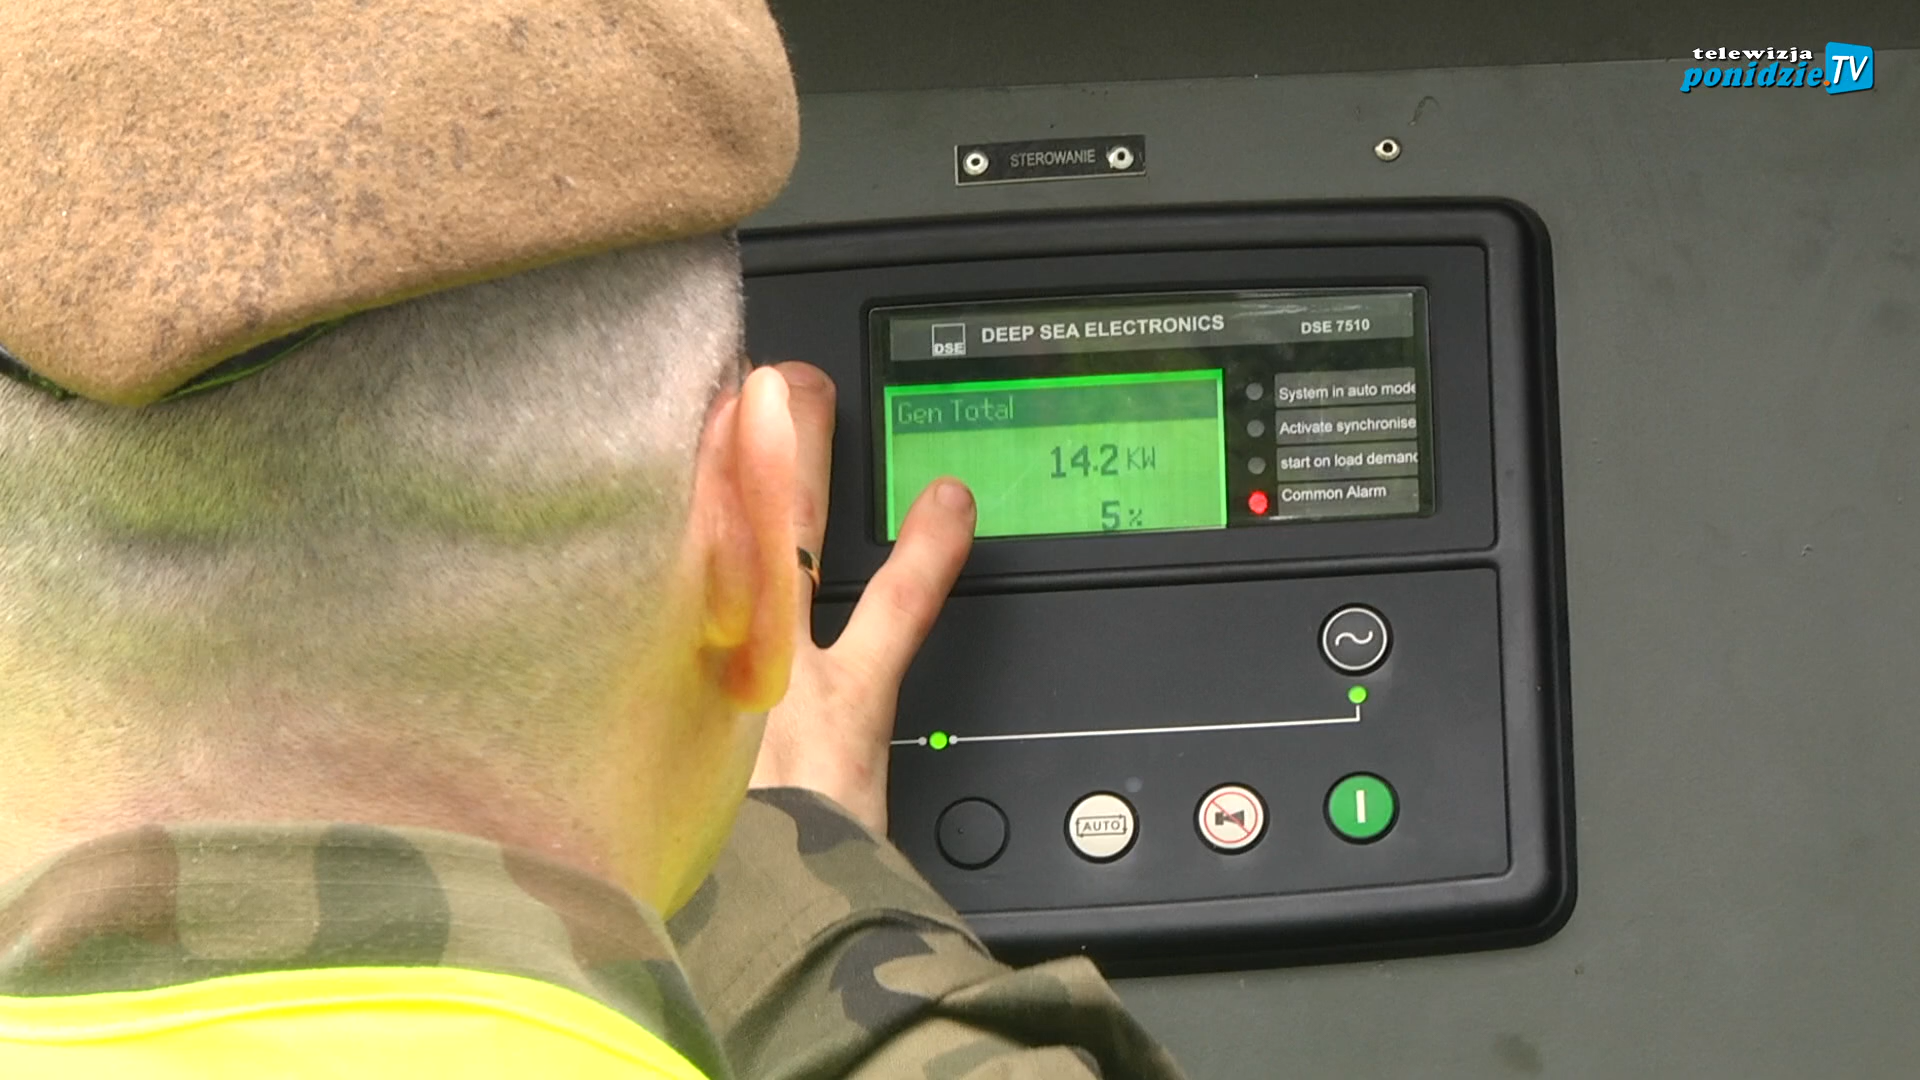 telewizja
ponidzie.TV
STEROWANIE
DSE
DEEP SEA ELECTRONICS
DSE 7510
Gen Total
14.2 KW
5 %
System in auto mode
Activate synchronise
start on load demand
Common Alarm
AUTO